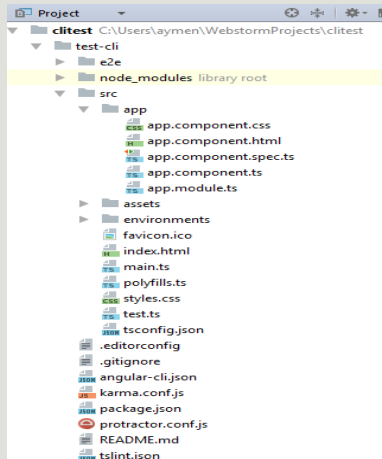 Project
clitest C:\Users\aymen\WebstormProjects\clitest
test-cli
e2e
node_modules library root
src
app
app.component.css
app.component.html
app.component.spec.ts
app.component.ts
app.module.ts
assets
environments
favicon.ico
index.html
main.ts
polyfills.ts
styles.css
test.ts
tsconfig.json
.editorconfig
.gitignore
angular-cli.json
karma.conf.js
package.json
protractor.conf.js
README.md
tslint.json